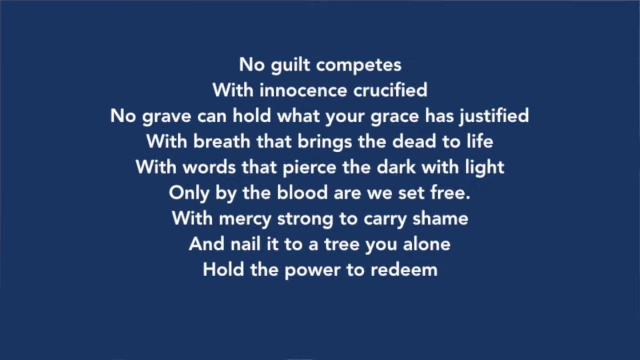 No guilt competes
With innocence crucified
No grave can hold what your grace has justified
With breath that brings the dead to life
With words that pierce the dark with light
Only by the blood are we set free.
With mercy strong to carry shame
And nail it to a tree you alone
Hold the power to redeem